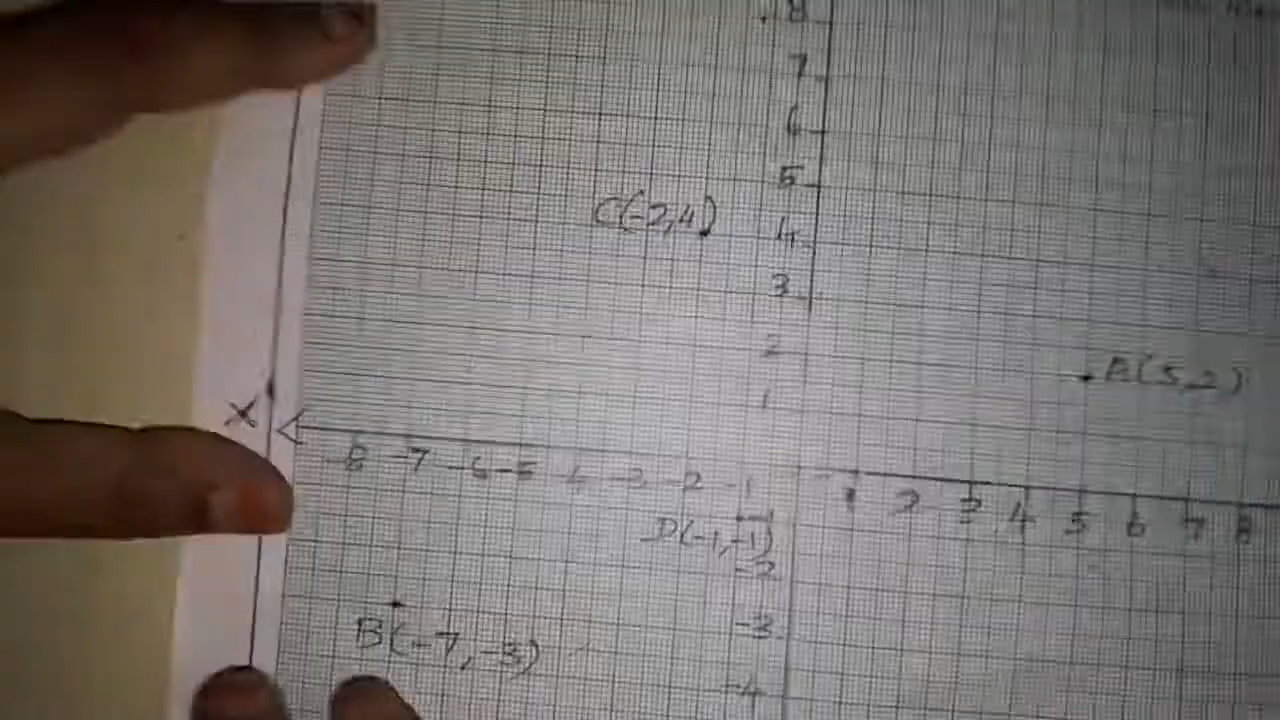 8
7
6
5
C(-2,4)
4
3
2
A(5,2)
1
X
-8 -7 -6 -5 -4 -3 -2 -1
1 2 3 4 5 6 7 8
-1
D(-1,-1)
-2
-3
B(-7,-3)
-4